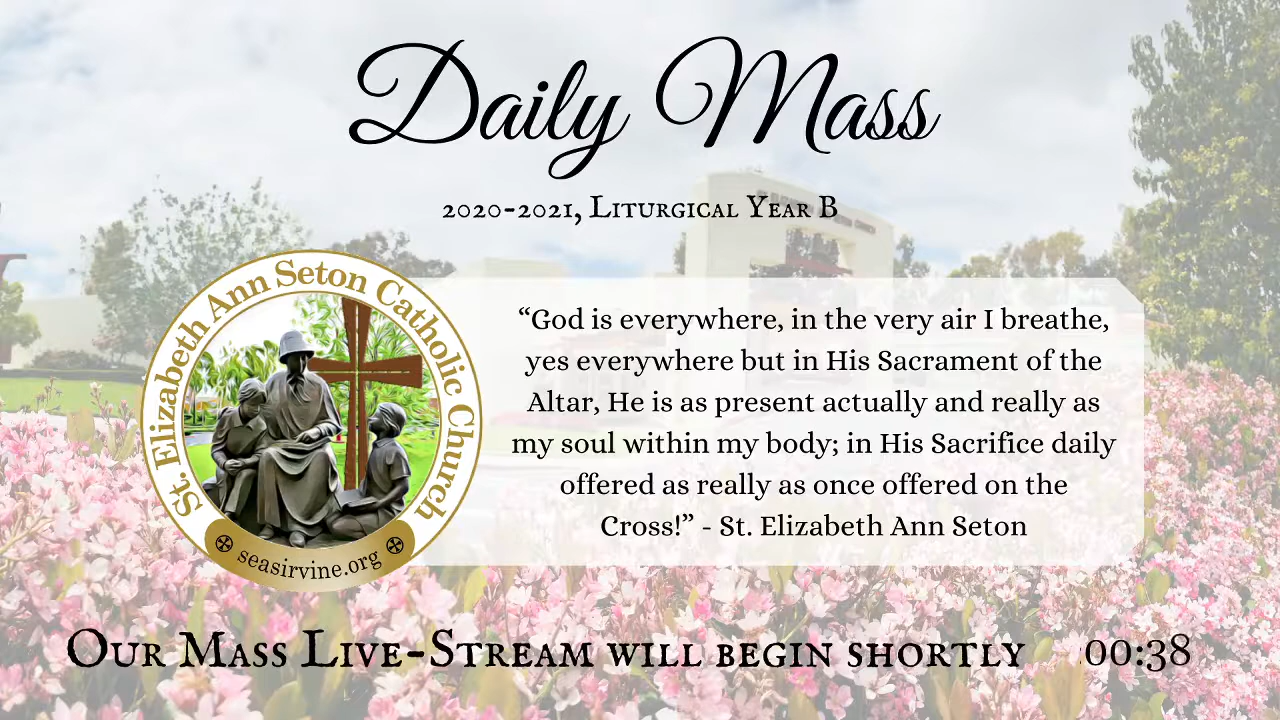 Daily Mass
2020-2021, Liturgical Year B
St. Elizabeth Ann Seton Catholic Church
seasirvine.org
“God is everywhere, in the very air I breathe,
yes everywhere but in His Sacrament of the
Altar, He is as present actually and really as
my soul within my body; in His Sacrifice daily
offered as really as once offered on the
Cross!” - St. Elizabeth Ann Seton
Our Mass Live-Stream will begin shortly 00:38